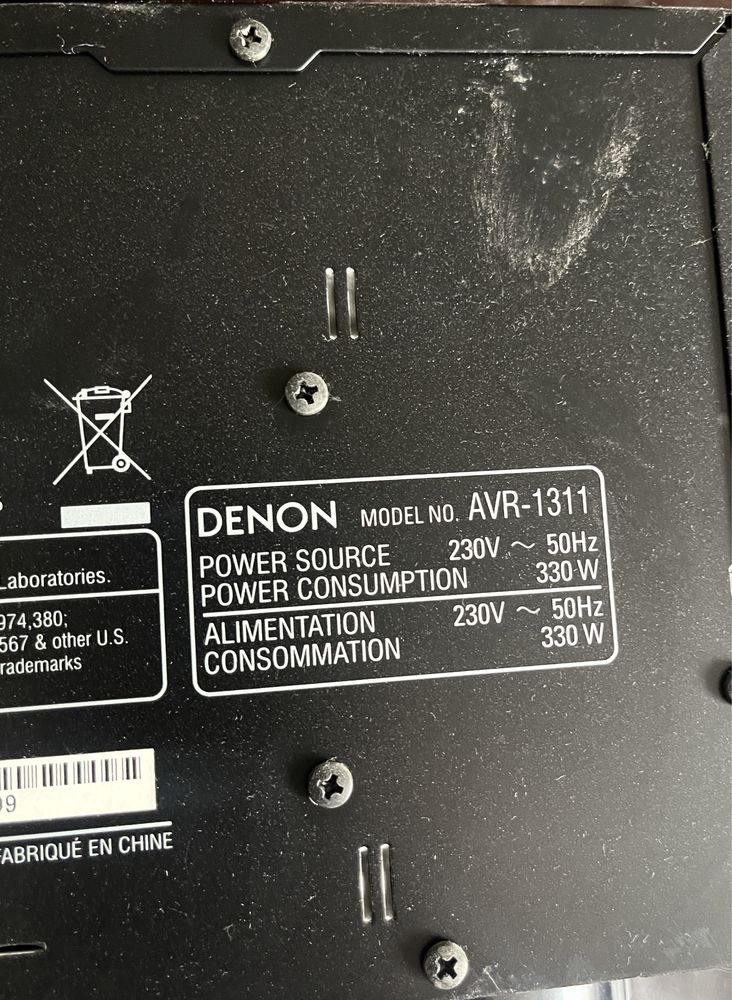 DENON MODEL NO. AVR-1311
POWER SOURCE 230V ～ 50Hz
POWER CONSUMPTION 330 W
ALIMENTATION 230V ～ 50Hz
CONSOMMATION 330 W
Laboratories.
974,380;
567 & other U.S.
rademarks
99
FABRIQUÉ EN CHINE